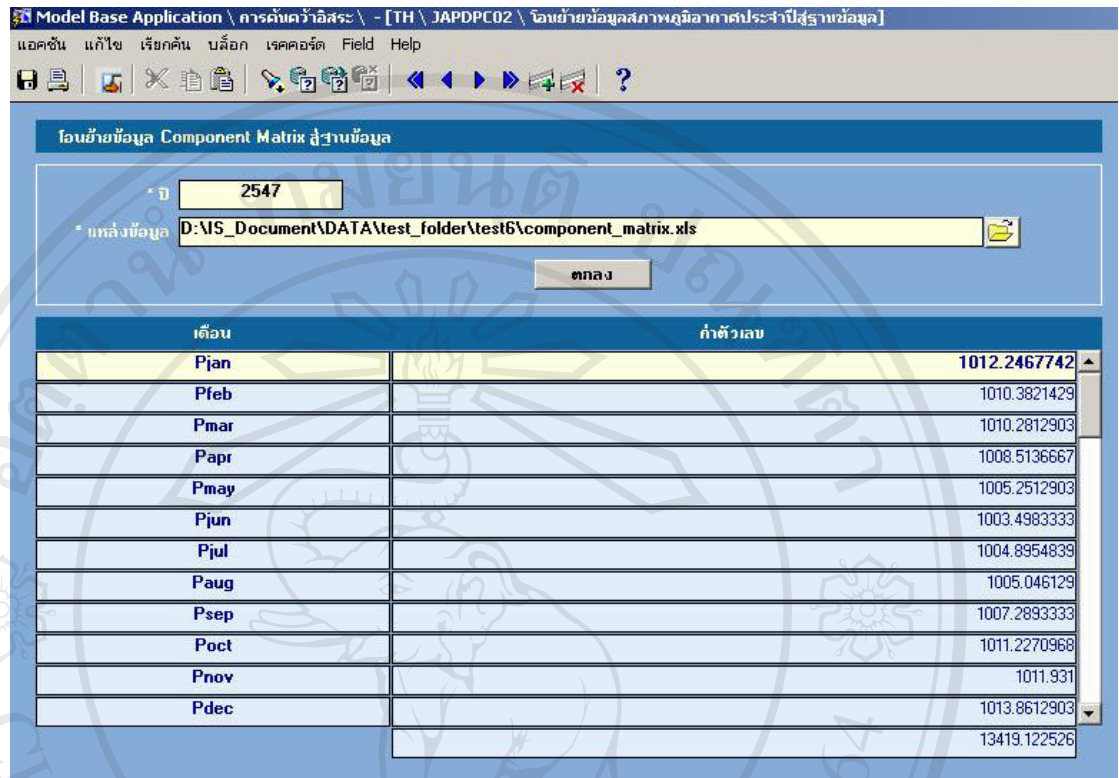 Model Base Application \ การค้นคว้าอิสระ \ - [TH \ JAPDPC02 \ โอนย้ายข้อมูลสภาพภูมิอากาศประจำปีสู่ฐานข้อมูล]
แอคชัน แก้ไข เรียกค้น บล็อก เรคคอร์ด Field Help
โอนย้ายข้อมูล Component Matrix สู่ฐานข้อมูล
* ปี 2547
* แหล่งข้อมูล D:\IS_Document\DATA\test_folder\test6\component_matrix.xls
ตกลง
เดือน ค่าตัวเลข
Pjan 1012.2467742
Pfeb 1010.3821429
Pmar 1010.2812903
Papr 1008.5136667
Pmay 1005.2512903
Pjun 1003.4983333
Pjul 1004.8954839
Paug 1005.046129
Psep 1007.2893333
Poct 1011.2270968
Pnov 1011.931
Pdec 1013.8612903
13419.122526